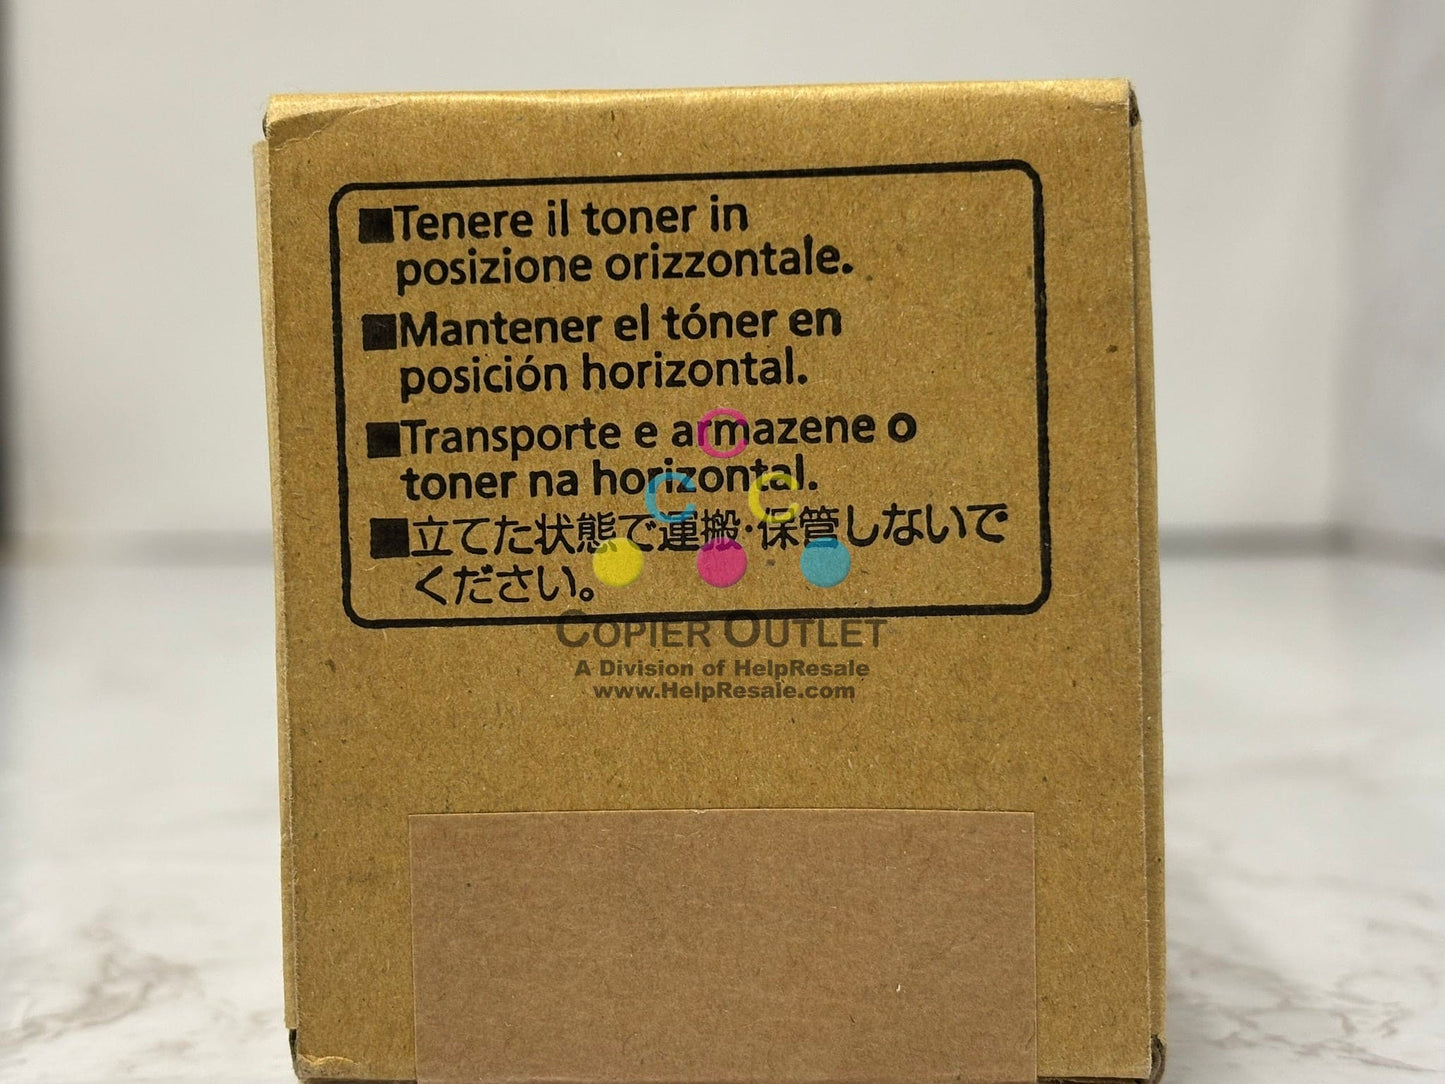 ■Tenere il toner in
posizione orizzontale.
■Mantener el tóner en
posición horizontal.
■Transporte e armazene o
toner na horizontal.
■立てた状態で運搬・保管しないで
ください。
C
C C
COPIER OUTLET
A Division of HelpResale
www.HelpResale.com